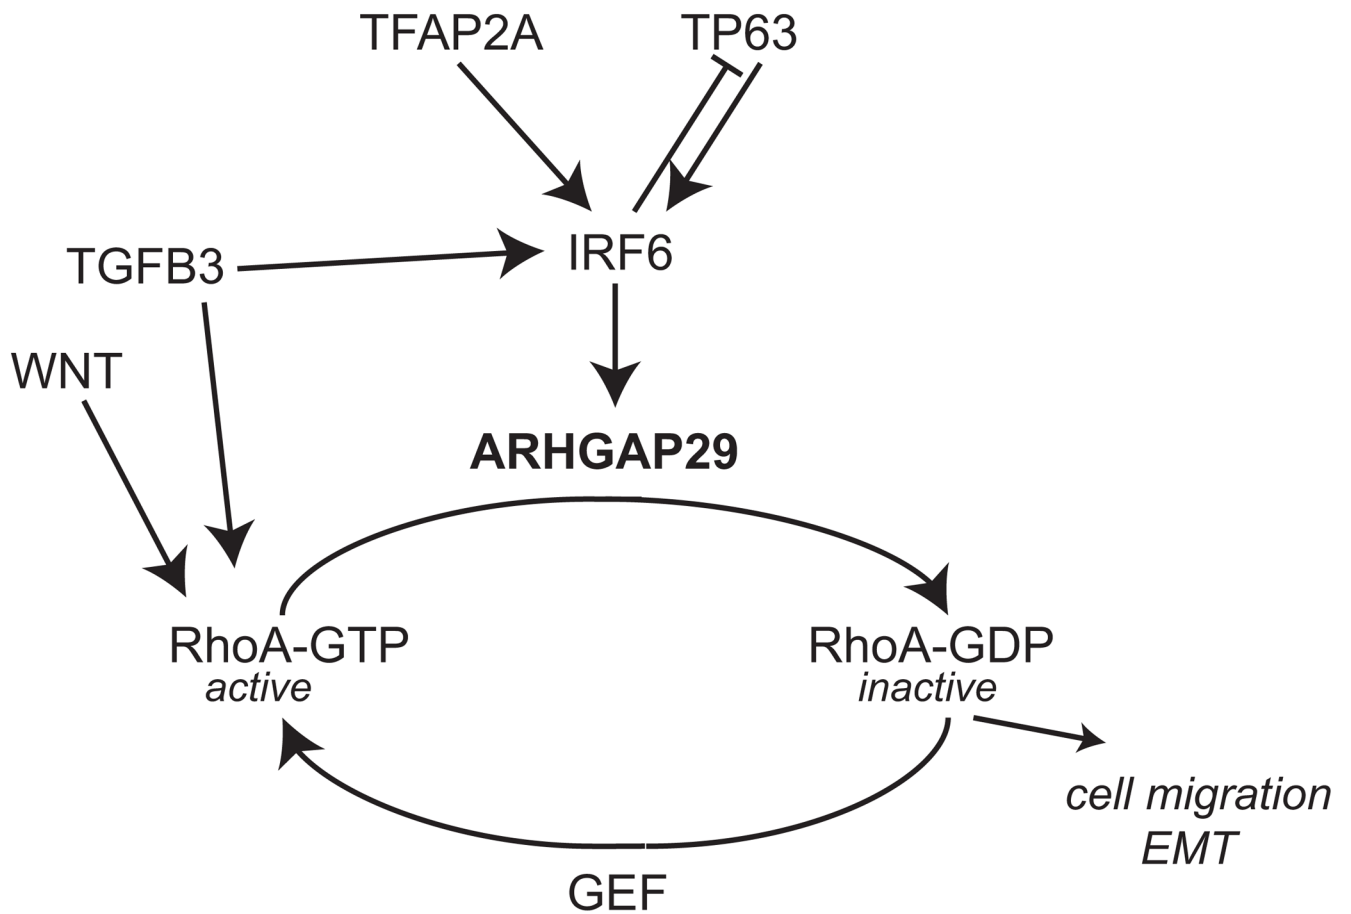 TFAP2A
TP63
IRF6
TGFB3
WNT
ARHGAP29
RhoA-GTP
active
RhoA-GDP
inactive
cell migration
EMT
GEF